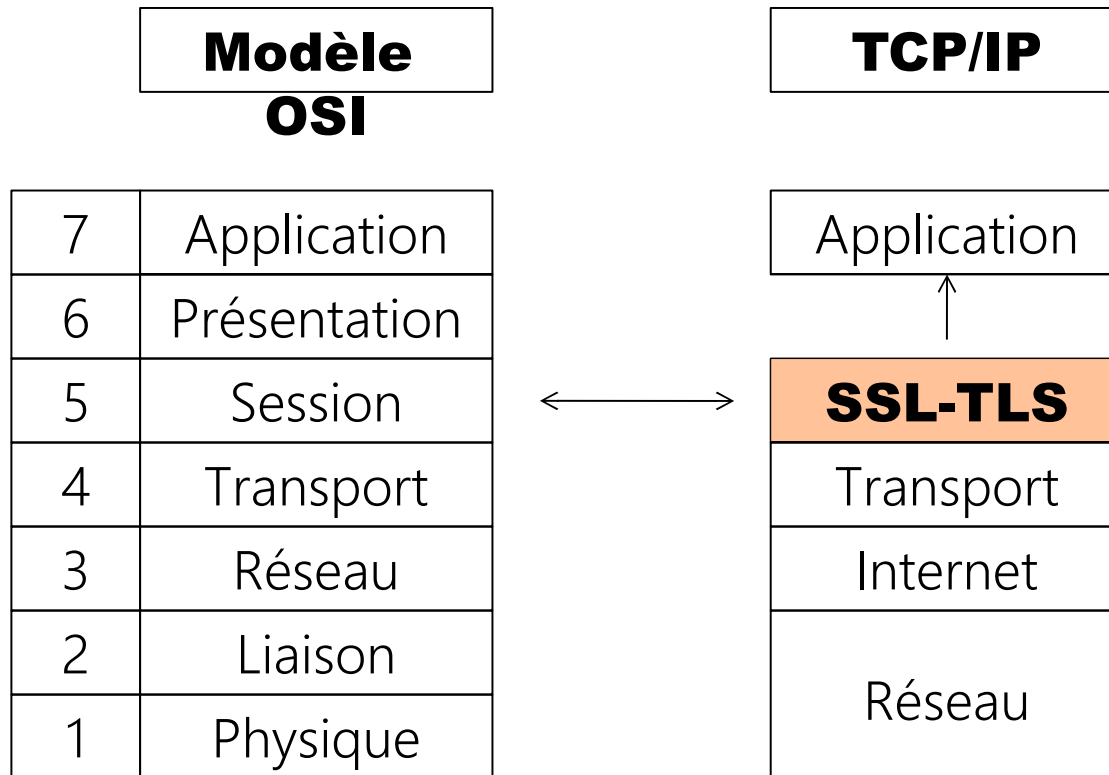 Modèle
OSI
TCP/IP
7 Application
6 Présentation
5 Session
4 Transport
3 Réseau
2 Liaison
1 Physique
Application
SSL-TLS
Transport
Internet
Réseau